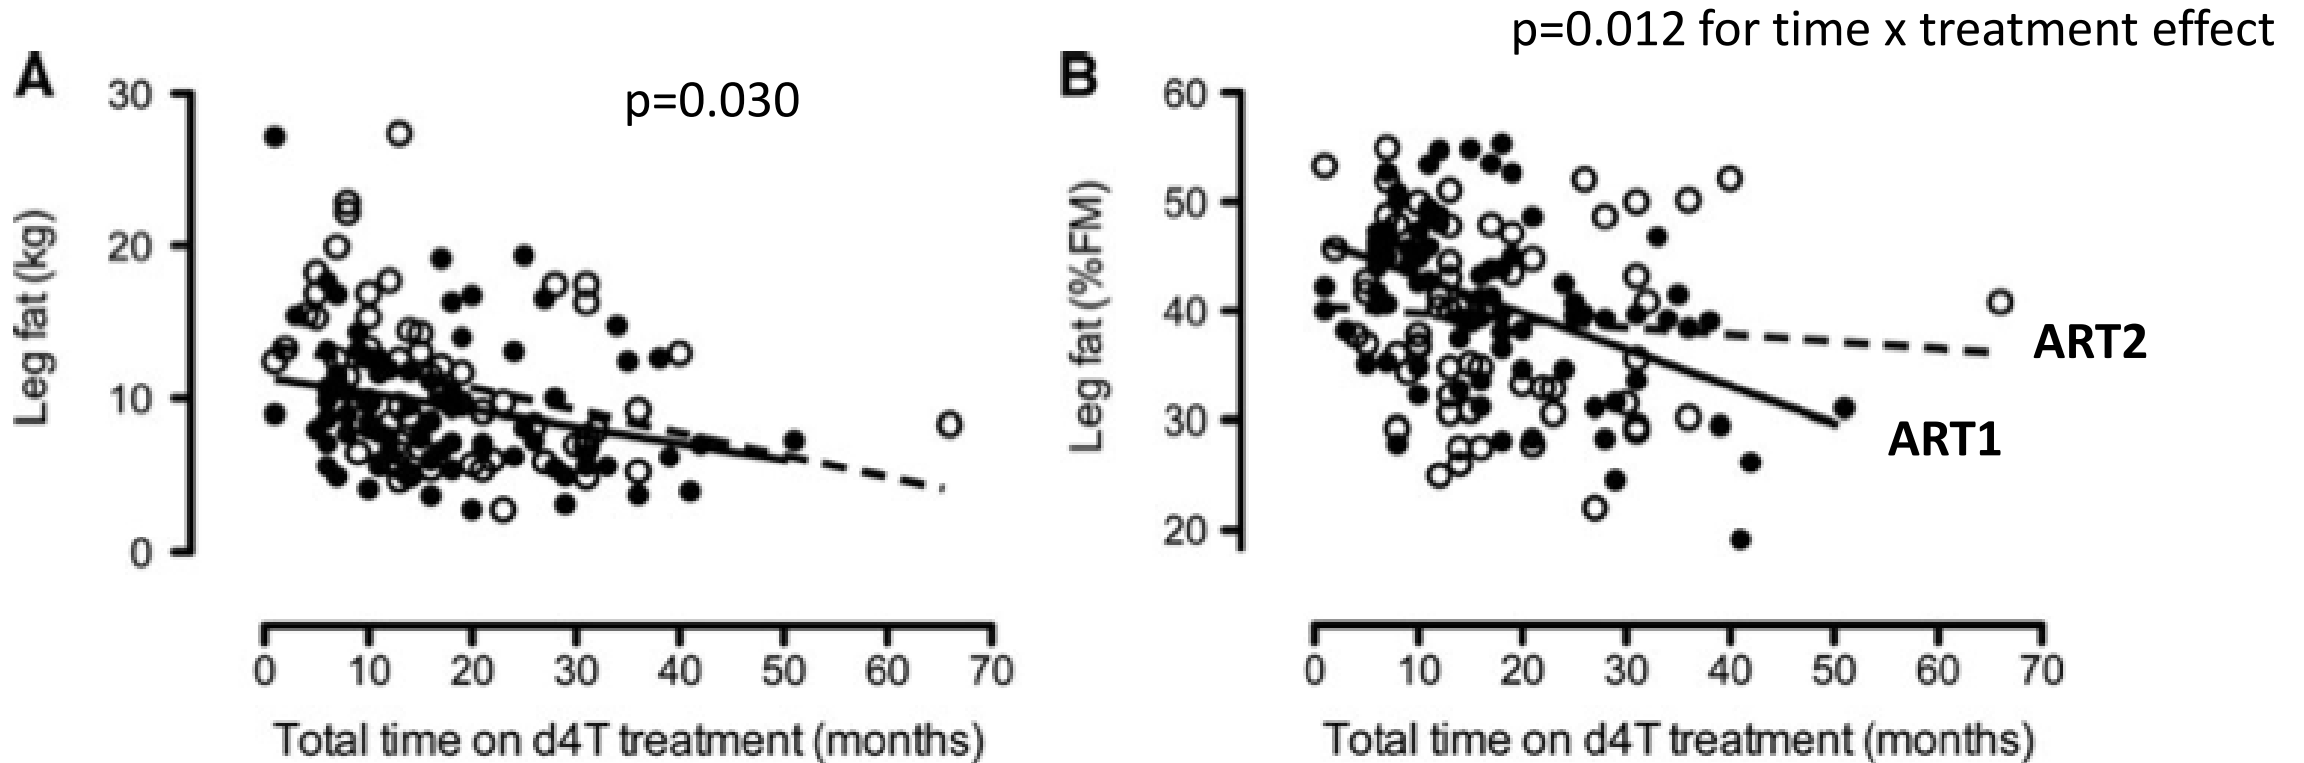 p=0.012 for time x treatment effect
A
p=0.030
30
20
10
0
Leg fat (kg)
0 10 20 30 40 50 60 70
Total time on d4T treatment (months)
B
60
50
40
30
20
Leg fat (%FM)
ART2
ART1
0 10 20 30 40 50 60 70
Total time on d4T treatment (months)